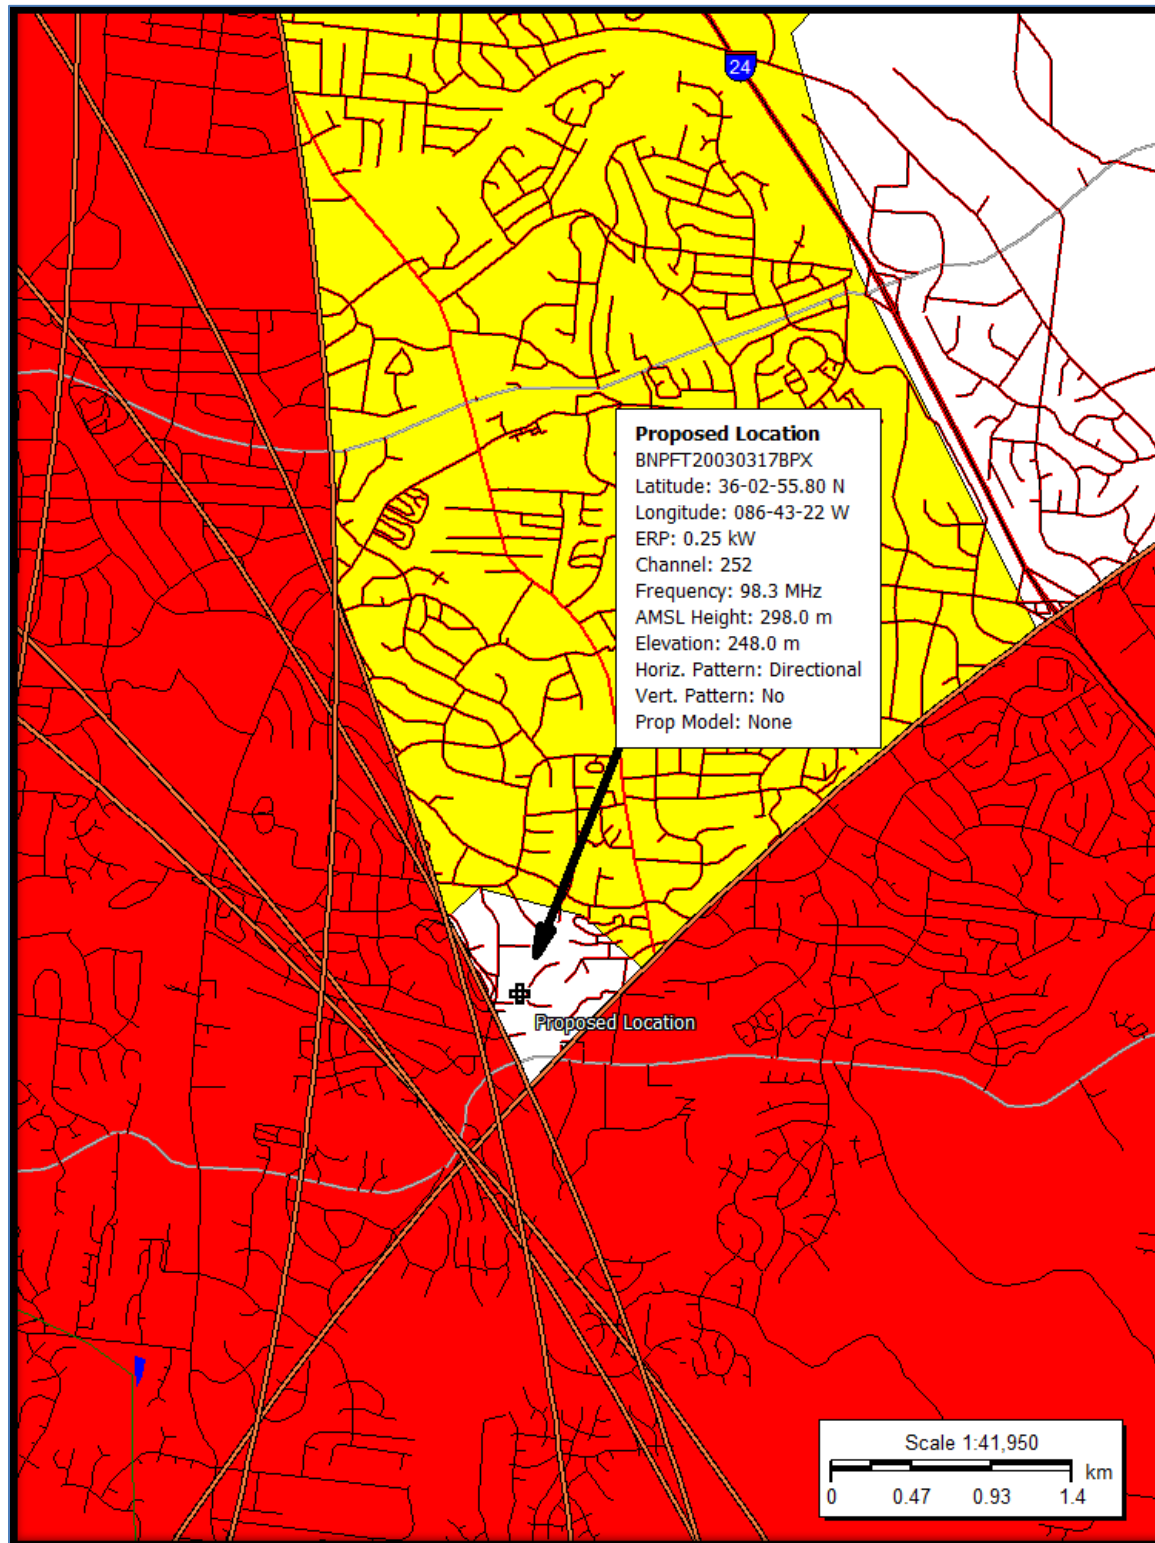 24
Proposed Location
BNPFT20030317BPX
Latitude: 36-02-55.80 N
Longitude: 086-43-22 W
ERP: 0.25 kW
Channel: 252
Frequency: 98.3 MHz
AMSL Height: 298.0 m
Elevation: 248.0 m
Horiz. Pattern: Directional
Vert. Pattern: No
Prop Model: None
Proposed Location
Scale 1:41,950
km
0 0.47 0.93 1.4